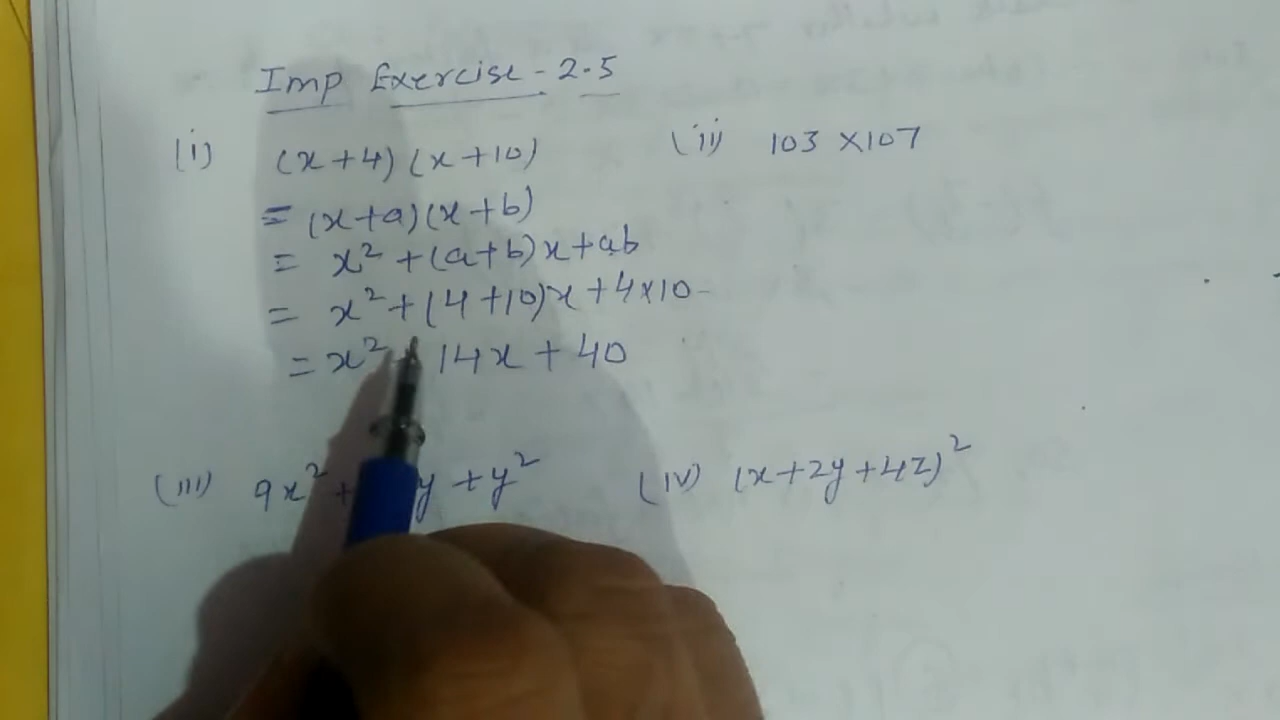 Imp Exercise - 2.5
(i) (x+4)(x+10)
= (x+a)(x+b)
= x² + (a+b)x + ab
= x² + (4+10)x + 4×10
= x² 14x + 40
(ii) 103 ×107
(iii) 9x² + y + y²
(iv) (x+2y+4z)²